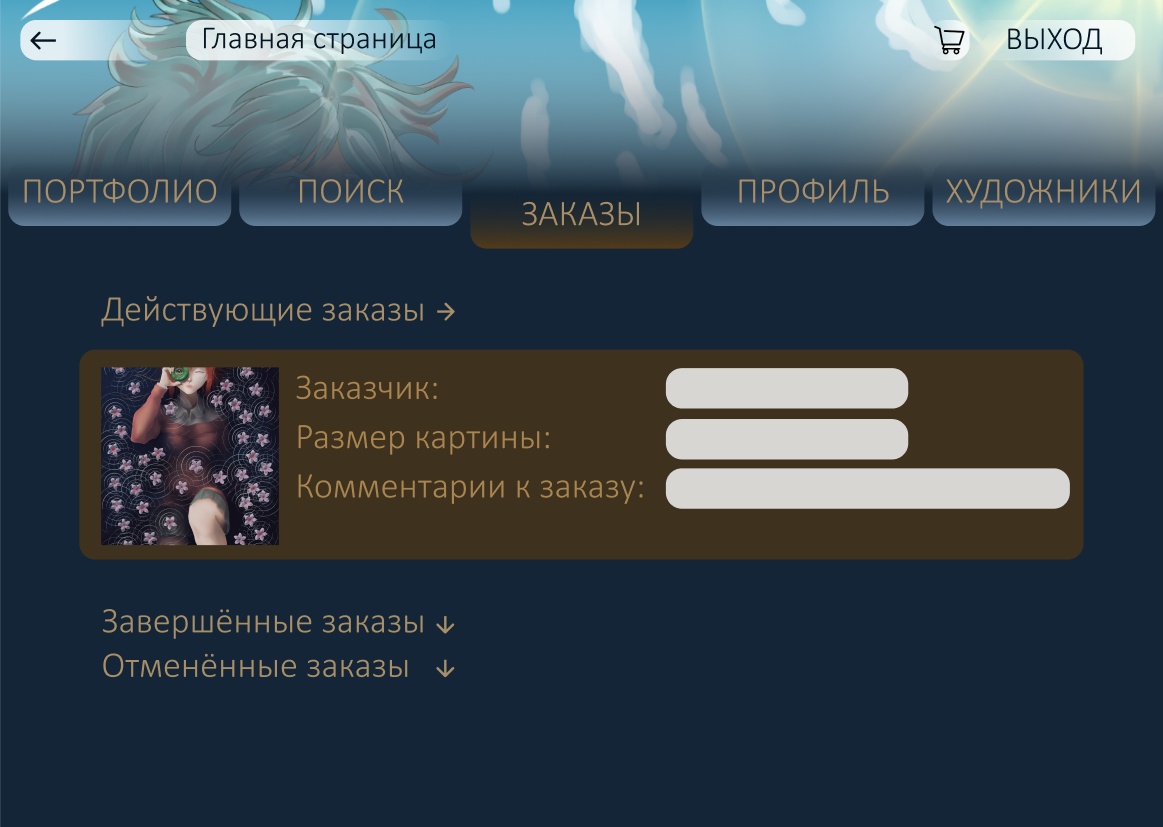 Главная страница
ВЫХОД
ПОРТФОЛИО
ПОИСК
ЗАКАЗЫ
ПРОФИЛЬ
ХУДОЖНИКИ
Действующие заказы →
Заказчик:
Размер картины:
Комментарии к заказу:
Завершённые заказы ↓
Отменённые заказы ↓